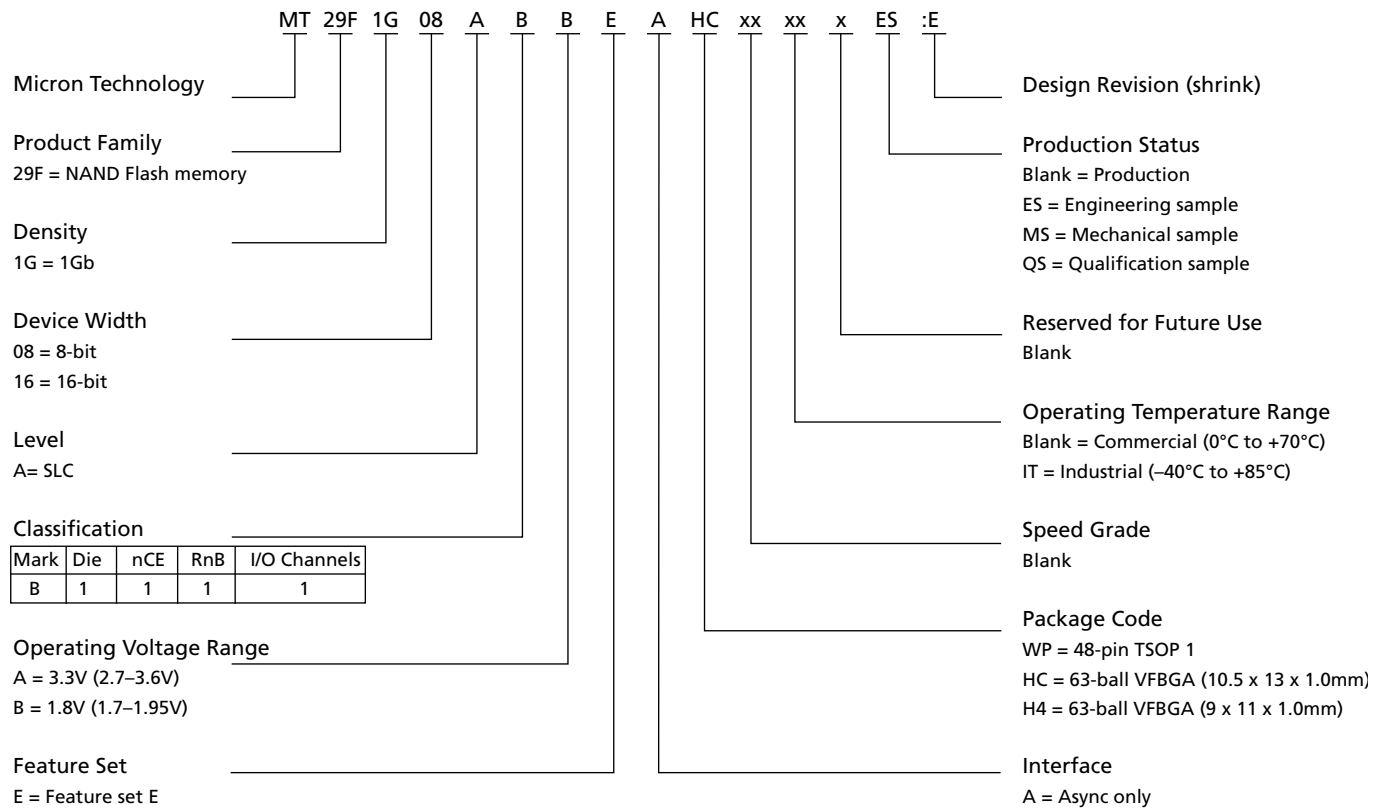 MT 29F 1G 08 A B B E A HC xx xx x ES :E
Micron Technology
Product Family
29F = NAND Flash memory
Density
1G = 1Gb
Device Width
08 = 8-bit
16 = 16-bit
Level
A= SLC
Classification
Mark Die nCE RnB I/O Channels
B 1 1 1 1
Operating Voltage Range
A = 3.3V (2.7–3.6V)
B = 1.8V (1.7–1.95V)
Feature Set
E = Feature set E
Design Revision (shrink)
Production Status
Blank = Production
ES = Engineering sample
MS = Mechanical sample
QS = Qualification sample
Reserved for Future Use
Blank
Operating Temperature Range
Blank = Commercial (0°C to +70°C)
IT = Industrial (–40°C to +85°C)
Speed Grade
Blank
Package Code
WP = 48-pin TSOP 1
HC = 63-ball VFBGA (10.5 x 13 x 1.0mm)
H4 = 63-ball VFBGA (9 x 11 x 1.0mm)
Interface
A = Async only